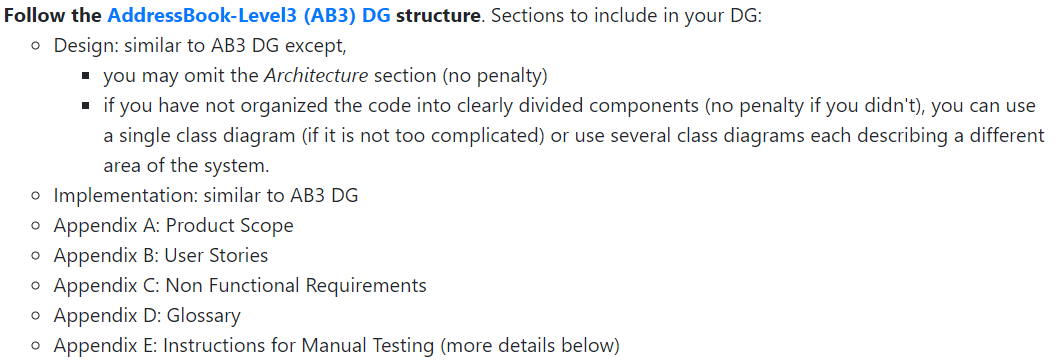 Follow the AddressBook-Level3 (AB3) DG structure. Sections to include in your DG:
Design: similar to AB3 DG except,
you may omit the Architecture section (no penalty)
if you have not organized the code into clearly divided components (no penalty if you didn't), you can use
a single class diagram (if it is not too complicated) or use several class diagrams each describing a different
area of the system.
Implementation: similar to AB3 DG
Appendix A: Product Scope
Appendix B: User Stories
Appendix C: Non Functional Requirements
Appendix D: Glossary
Appendix E: Instructions for Manual Testing (more details below)